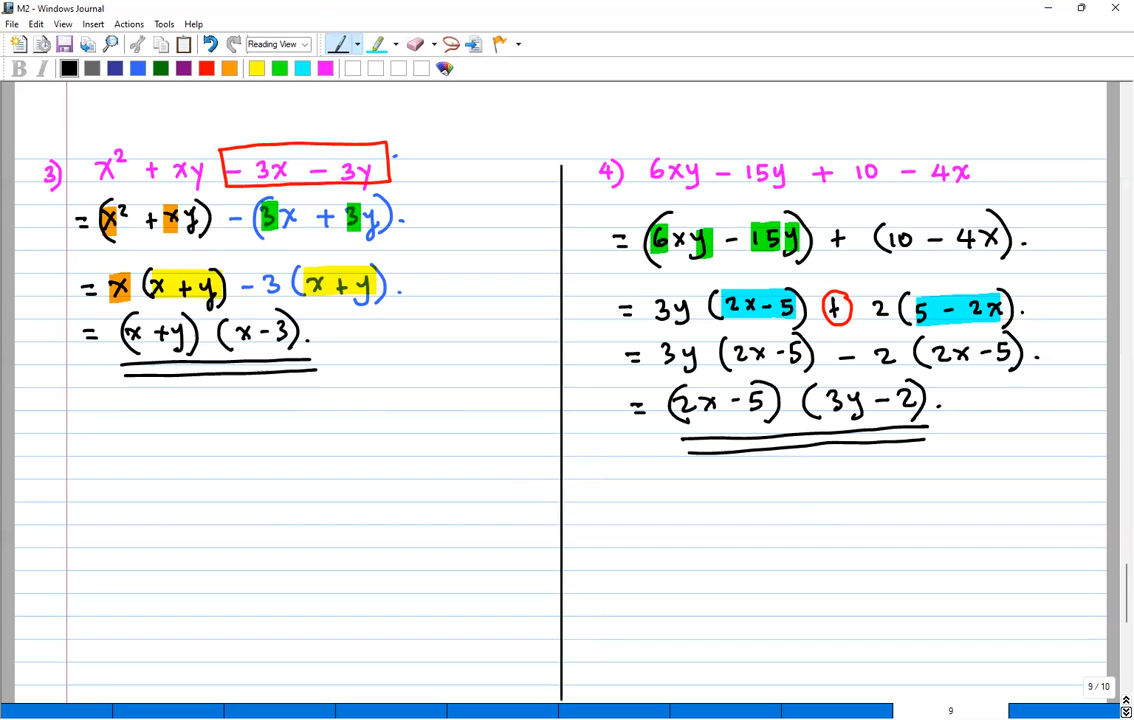 M2 - Windows Journal
File Edit View Insert Actions Tools Help
Reading View
B I
3) x² + xy - 3x - 3y
= (x² + xy) - (3x + 3y).
= x (x + y) - 3 (x + y).
= (x + y) (x - 3).
4) 6xy - 15y + 10 - 4x
= (6xy - 15y) + (10 - 4x).
= 3y (2x - 5) + 2 (5 - 2x).
= 3y (2x - 5) - 2 (2x - 5).
= (2x - 5) (3y - 2).
9 / 10
9